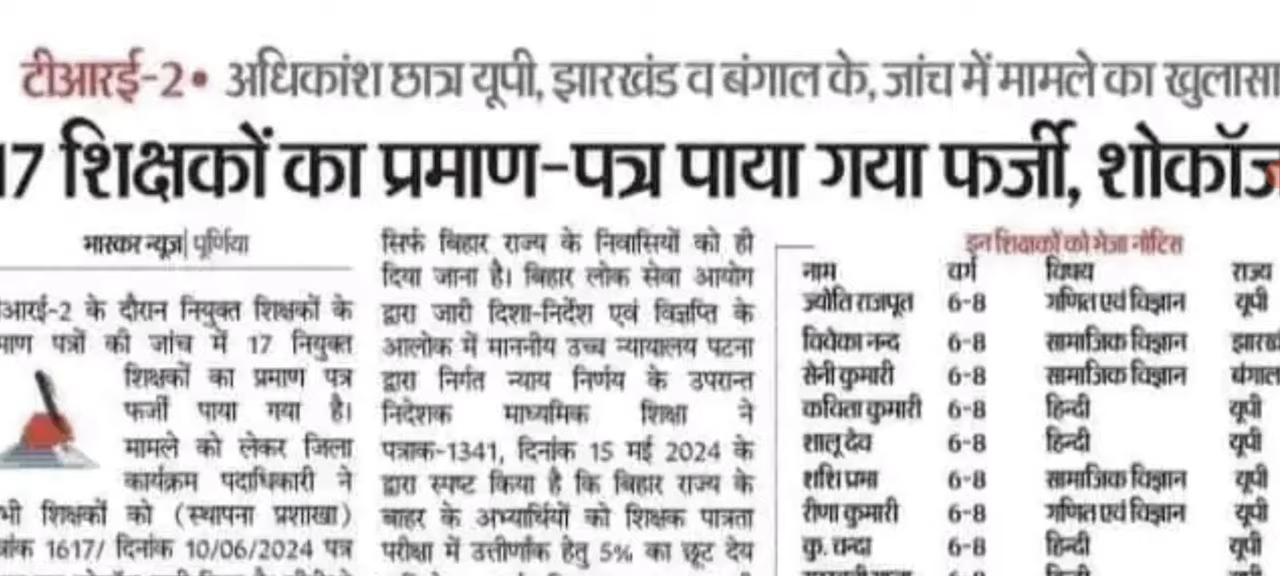 टीआरई-2• अधिकांश छात्र यूपी, झारखंड व बंगाल के, जांच में मामले का खुलासा
17 शिक्षकों का प्रमाण-पत्र पाया गया फर्जी, शोकॉज
भास्कर न्यूज| पूर्णिया
आरई-2 के दौरान नियुक्त शिक्षकों के
माण पत्रों की जांच में 17 नियुक्त
शिक्षकों का प्रमाण पत्र
फर्जी पाया गया है।
मामले को लेकर जिला
कार्यक्रम पदाधिकारी ने
भी शिक्षकों को (स्थापना प्रशाखा)
त्रांक 1617/ दिनांक 10/06/2024 पत्र
सिर्फ बिहार राज्य के निवासियों को ही
दिया जाना है। बिहार लोक सेवा आयोग
द्वारा जारी दिशा-निर्देश एवं विज्ञप्ति के
आलोक में माननीय उच्च न्यायालय पटना
द्वारा निर्गत न्याय निर्णय के उपरान्त
निदेशक माध्यमिक शिक्षा ने
पत्राक-1341, दिनांक 15 मई 2024 के
द्वारा स्पष्ट किया है कि बिहार राज्य के
बाहर के अभ्यार्थियों को शिक्षक पात्रता
परीक्षा में उत्तीर्णांक हेतु 5% का छूट देय
इन शिक्षकों को भेजा नोटिस
नाम वर्ग विषय राज्य
ज्योति राजपूत 6-8 गणित एवं विज्ञान यूपी
विवेकानन्द 6-8 सामाजिक विज्ञान झारख
सेनी कुमारी 6-8 सामाजिक विज्ञान बंगाल
कविता कुमारी 6-8 हिन्दी यूपी
शालू देव 6-8 हिन्दी यूपी
शशि प्रभा 6-8 सामाजिक विज्ञान यूपी
रीणा कुमारी 6-8 गणित एवं विज्ञान यूपी
कु. चन्दा 6-8 हिन्दी यूपी